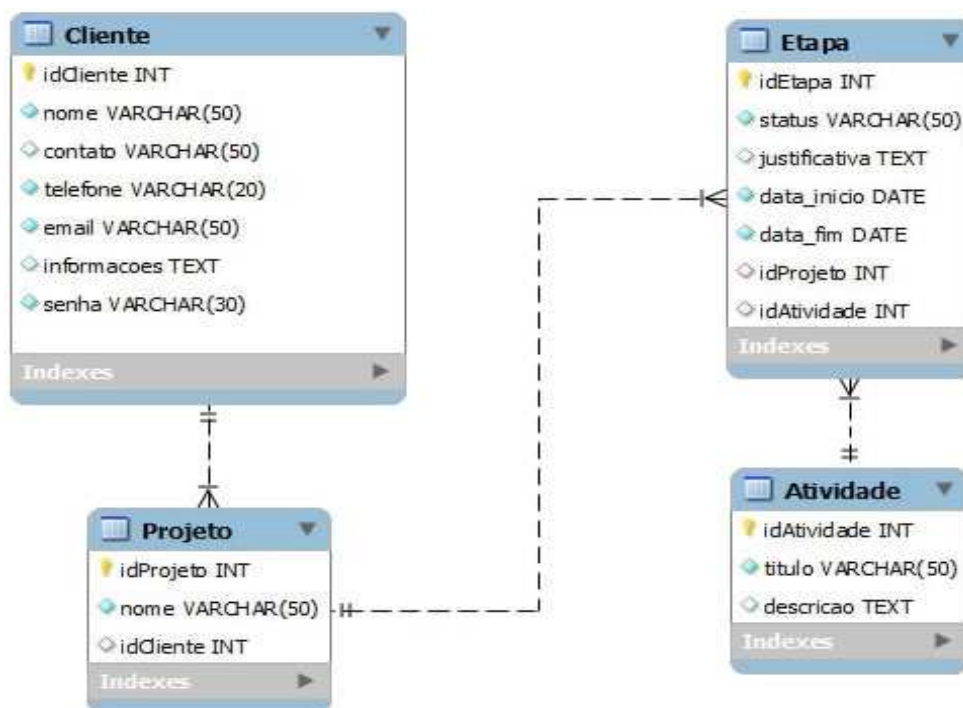 Cliente
idCliente INT
nome VARCHAR(50)
contato VARCHAR(50)
telefone VARCHAR(20)
email VARCHAR(50)
informacoes TEXT
senha VARCHAR(30)
Indexes
Etapa
idEtapa INT
status VARCHAR(50)
justificativa TEXT
data_inicio DATE
data_fim DATE
idProjeto INT
idAtividade INT
Indexes
Projeto
idProjeto INT
nome VARCHAR(50)
idCliente INT
Indexes
Atividade
idAtividade INT
titulo VARCHAR(50)
descricao TEXT
Indexes